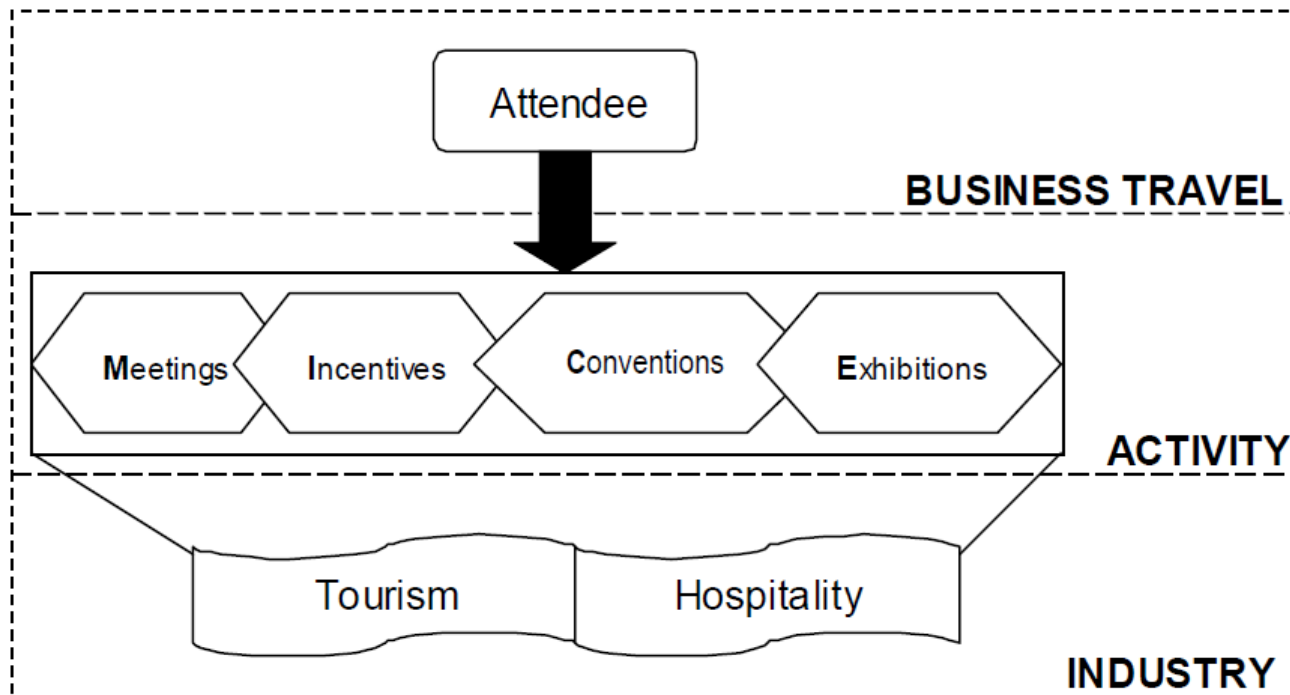 Attendee
BUSINESS TRAVEL
Meetings
Incentives
Conventions
Exhibitions
ACTIVITY
Tourism
Hospitality
INDUSTRY